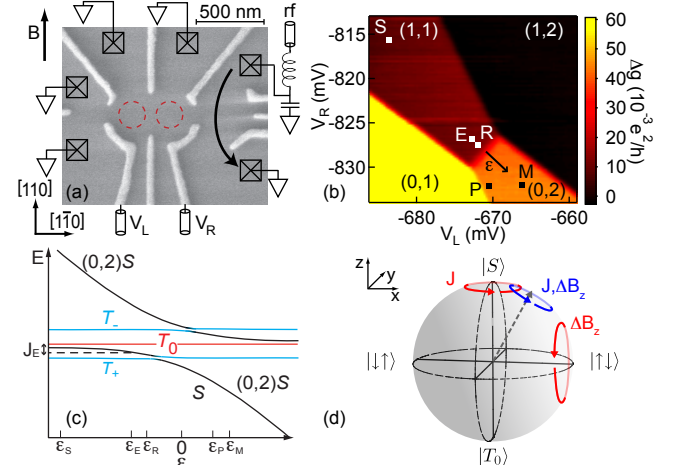 500 nm
B
rf
(a)
[110]
[11̅0]
V_L
V_R
S
(1,1)
(1,2)
E
R
ε
P
M
(0,1)
(0,2)
(b)
V_R (mV)
-815
-820
-825
-830
-680
-670
-660
V_L (mV)
60
50
40
30
20
10
0
Δg (10⁻³ e²/h)
E
(0,2)S
T_-
T_0
J_E
T_+
S
(0,2)S
(c)
ε_S
ε_E
ε_R
0
ε_P
ε_M
ε
z
y
x
|S⟩
J
J,ΔB_z
ΔB_z
|↓↑⟩
|↑↓⟩
|T_0⟩
(d)